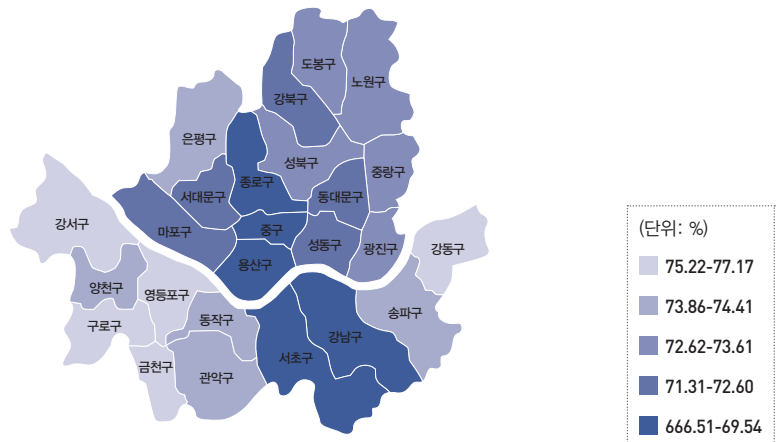 도봉구
노원구
강북구
은평구
성북구
중랑구
종로구
서대문구
동대문구
강서구
마포구
중구
성동구
광진구
강동구
용산구
양천구
영등포구
구로구
동작구
송파구
강남구
서초구
금천구
관악구
(단위: %)
75.22-77.17
73.86-74.41
72.62-73.61
71.31-72.60
666.51-69.54